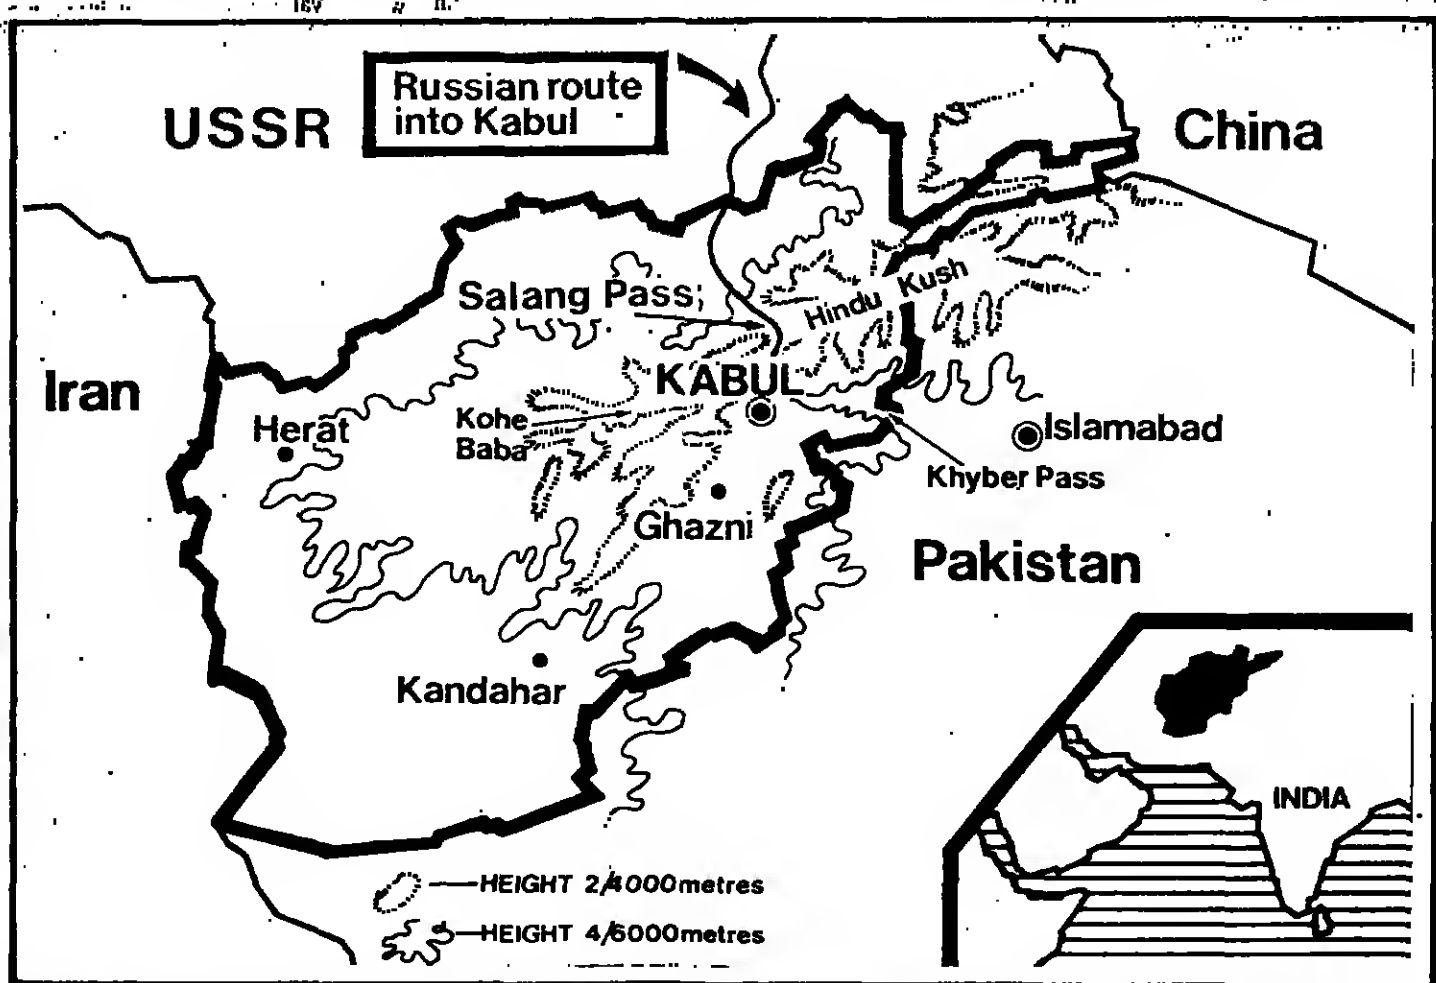 Russian route
into Kabul
USSR
China
Salang Pass
Hindu Kush
Iran
KABUL
Herat
Kohe
Baba
Islamabad
Khyber Pass
Ghazni
Pakistan
Kandahar
INDIA
HEIGHT 2/4000metres
HEIGHT 4/6000metres